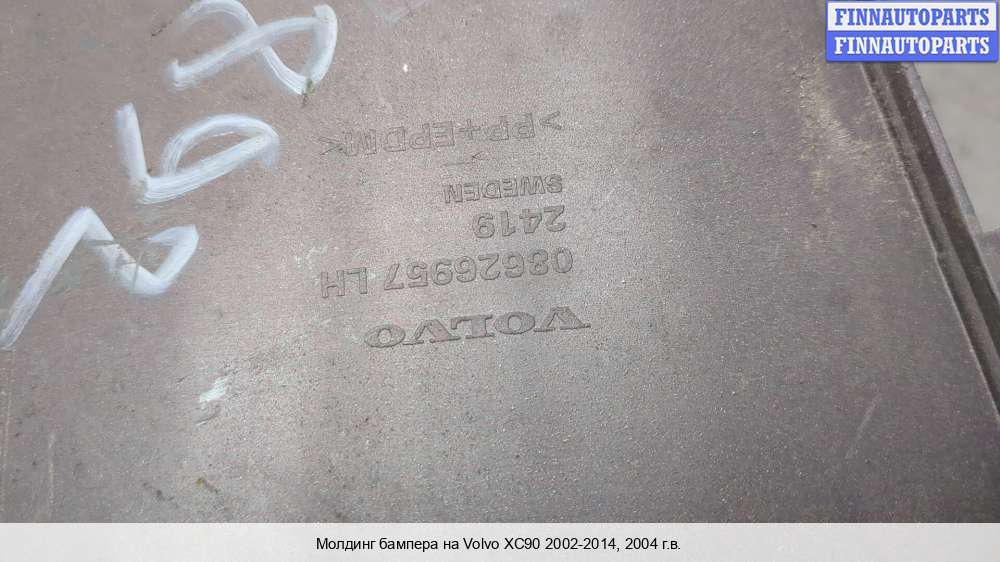 FINNAUTOPARTS
FINNAUTOPARTS
>PP+EPDM<
SWEDEN
2419
08626957 LH
VOLVO
Молдинг бампера на Volvo XC90 2002-2014, 2004 г.в.